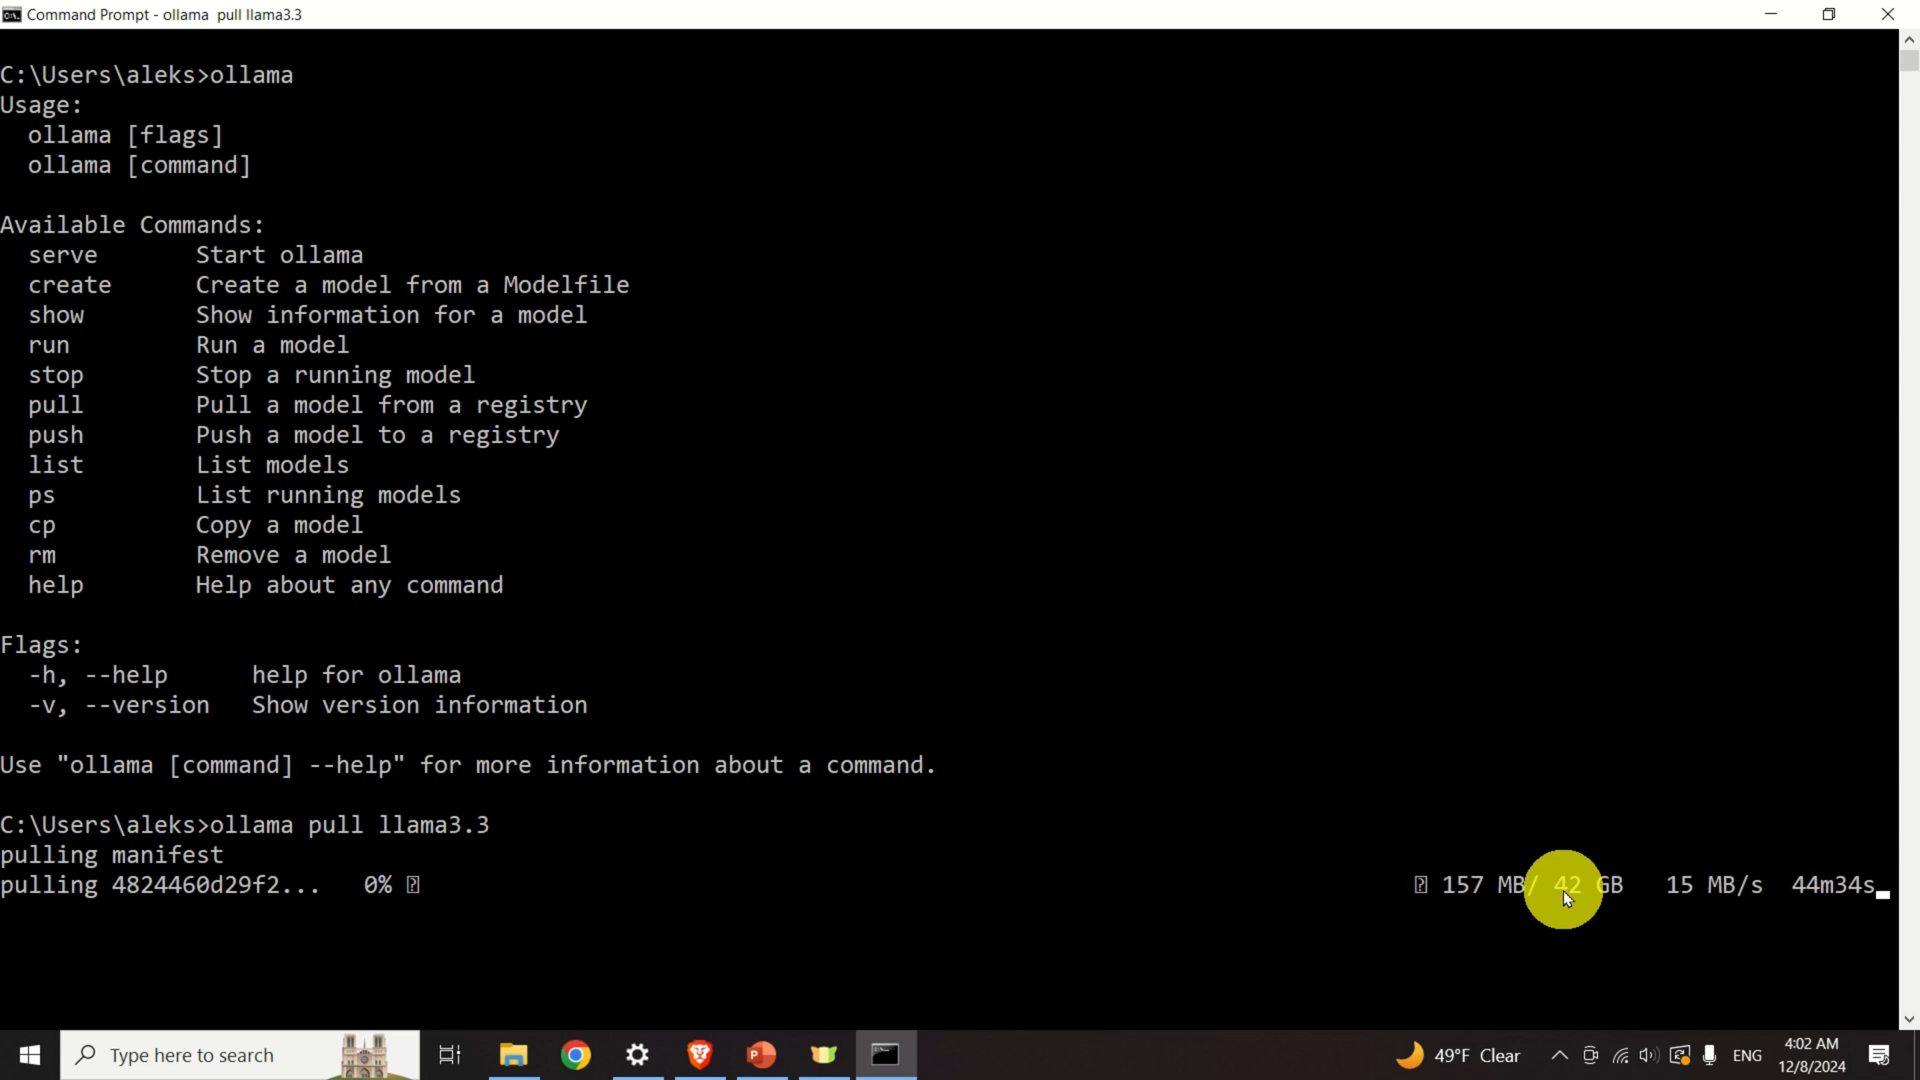 Command Prompt - ollama  pull llama3.3
C:\Users\aleks>ollama
Usage:
  ollama [flags]
  ollama [command]
Available Commands:
  serve       Start ollama
  create      Create a model from a Modelfile
  show        Show information for a model
  run         Run a model
  stop        Stop a running model
  pull        Pull a model from a registry
  push        Push a model to a registry
  list        List models
  ps          List running models
  cp          Copy a model
  rm          Remove a model
  help        Help about any command
Flags:
  -h, --help      help for ollama
  -v, --version   Show version information
Use "ollama [command] --help" for more information about a command.
C:\Users\aleks>ollama pull llama3.3
pulling manifest
pulling 4824460d29f2...   0% 157 MB/ 42 GB   15 MB/s  44m34s
Type here to search
49°F Clear
ENG
4:02 AM
12/8/2024